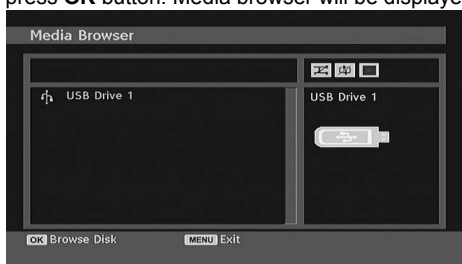 press OK button. Media browser will be displaye
Media Browser
USB Drive 1
USB Drive 1
OK Browse Disk
MENU Exit